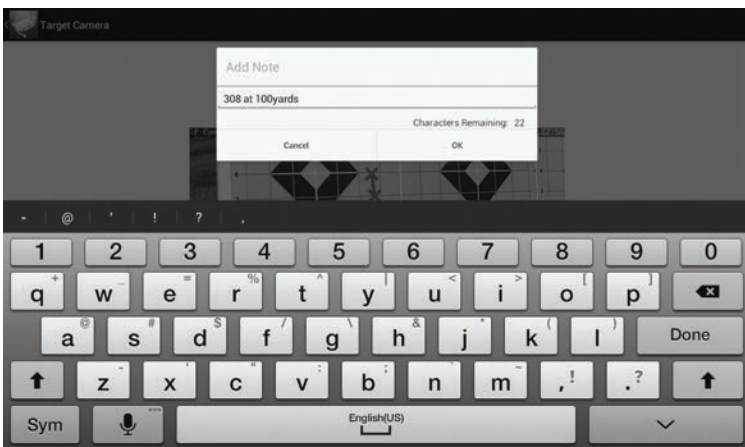 Target Camera
Add Note
308 at 100yards
Characters Remaining: 22
Cancel OK
- @ ' ! ? ,
1 2 3 4 5 6 7 8 9 0
q + w _ e = r % t ^ y | u < i > o [ p ]
a @ s # d $ f / g \ h & j * k ( l ) Done
z - x ' c " v : b ; n ` m ~ , ! . ?
Sym ... English(US)